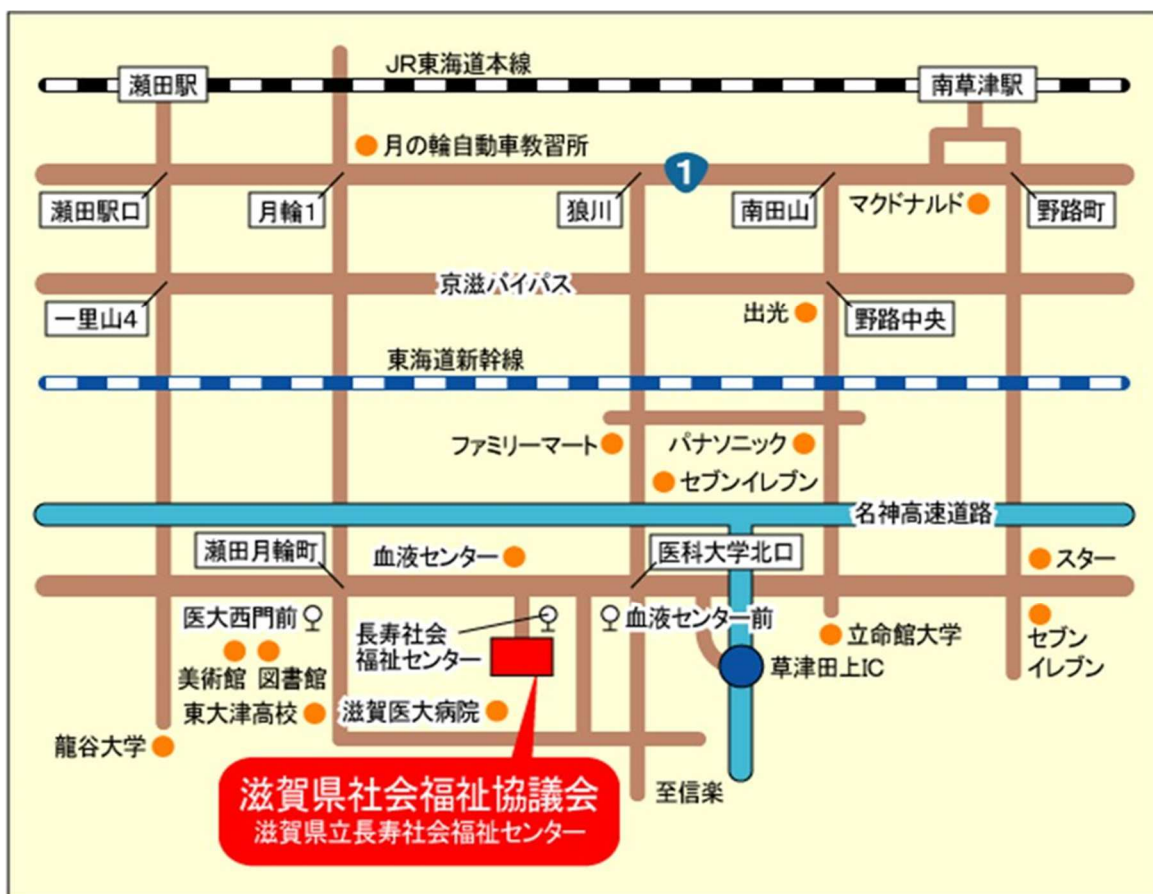 JR東海道本線
瀬田駅
南草津駅
月の輪自動車教習所
1
瀬田駅口
月輪1
狼川
南田山
マクドナルド
野路町
京滋バイパス
一里山4
出光
野路中央
東海道新幹線
ファミリーマート
パナソニック
セブンイレブン
名神高速道路
瀬田月輪町
血液センター
医科大学北口
スター
医大西門前
長寿社会
福祉センター
血液センター前
立命館大学
セブン
イレブン
美術館
図書館
草津田上IC
東大津高校
滋賀医大病院
龍谷大学
至信楽
滋賀県社会福祉協議会
滋賀県立長寿社会福祉センター